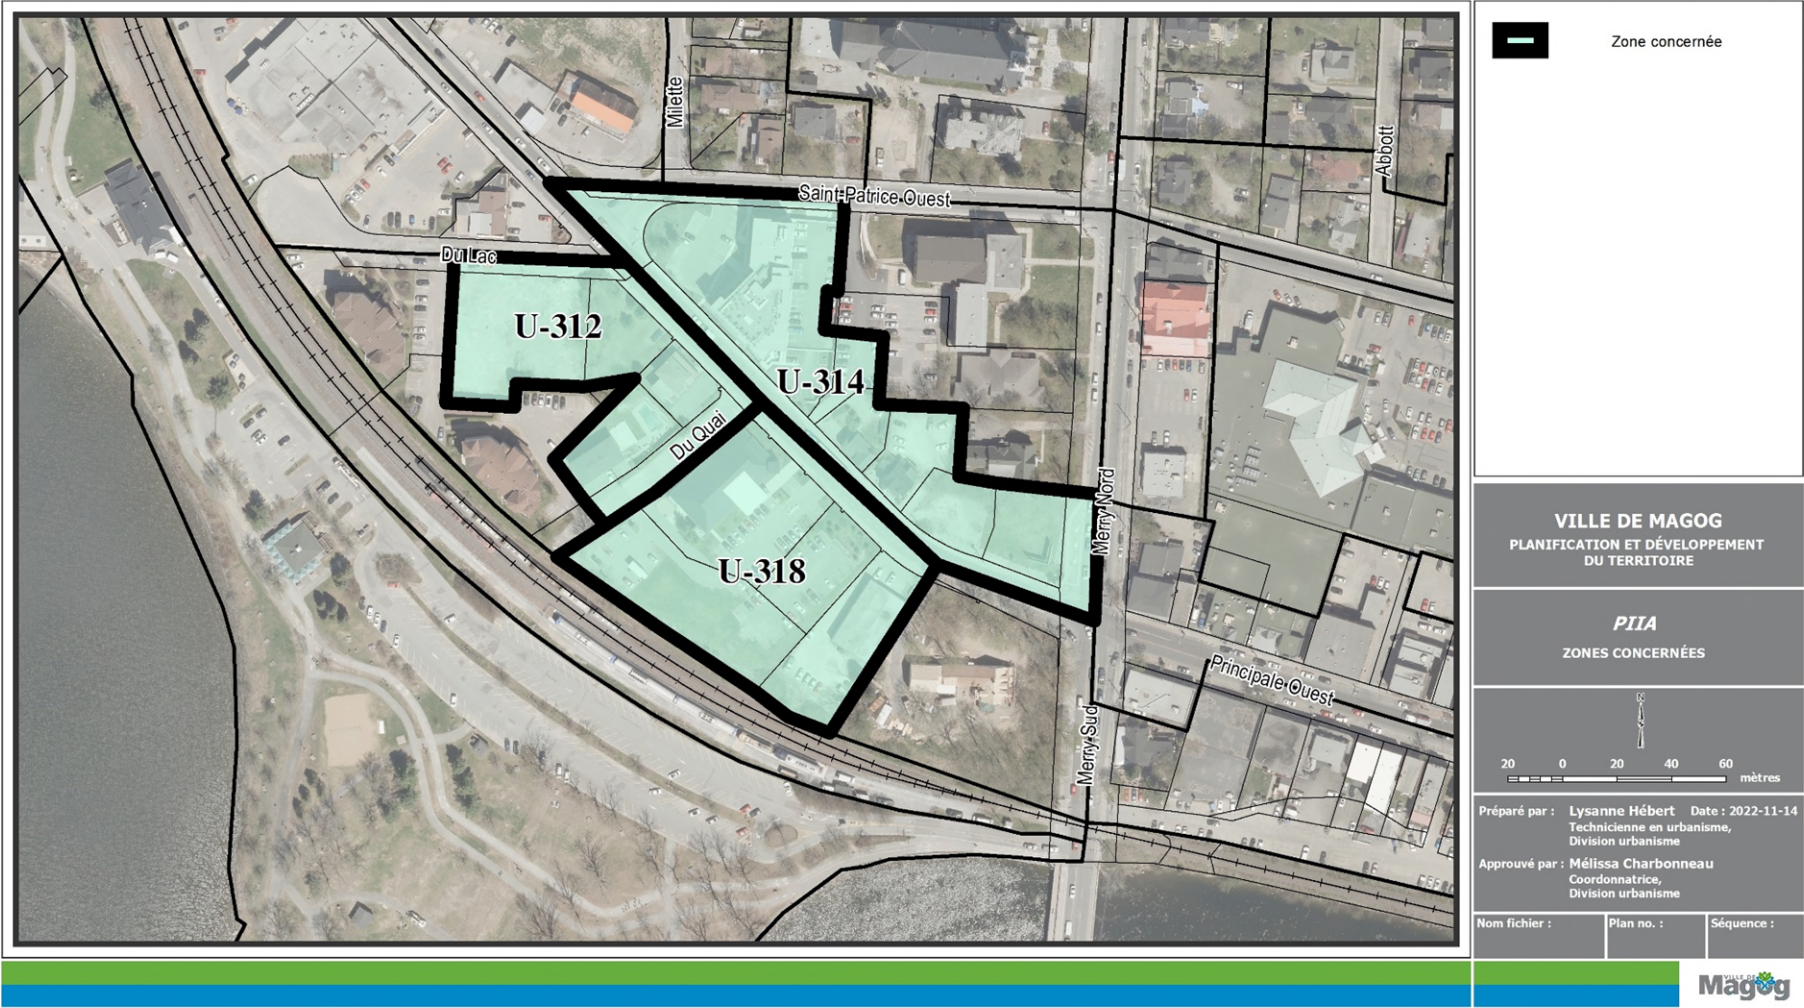 Zone concernée
Milette
Abbott
Saint-Patrice Ouest
Du Lac
U-312
U-314
Du Quai
Merry Nord
U-318
Principale Ouest
Merry Sud
VILLE DE MAGOG
PLANIFICATION ET DÉVELOPPEMENT
DU TERRITOIRE
PIIA
ZONES CONCERNÉES
N
20 0 20 40 60
mètres
Préparé par : Lysanne Hébert Date : 2022-11-14
Technicienne en urbanisme,
Division urbanisme
Approuvé par : Mélissa Charbonneau
Coordonnatrice,
Division urbanisme
Nom fichier : Plan no. : Séquence :
VILLE DE
Magog